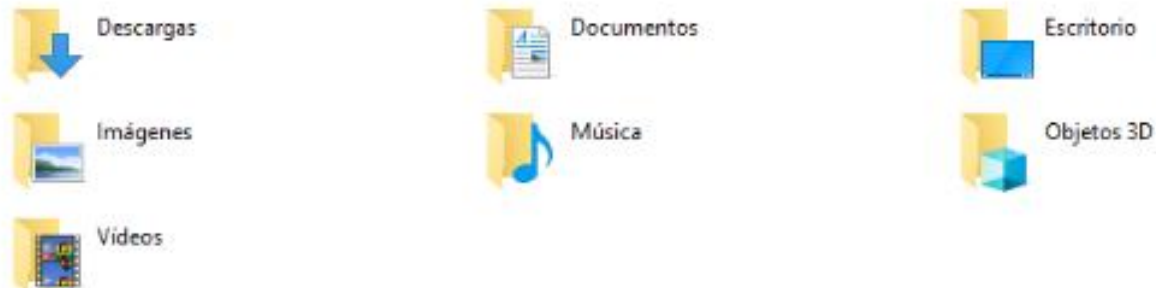 Descargas
Documentos
Escritorio
Imágenes
Música
Objetos 3D
Vídeos